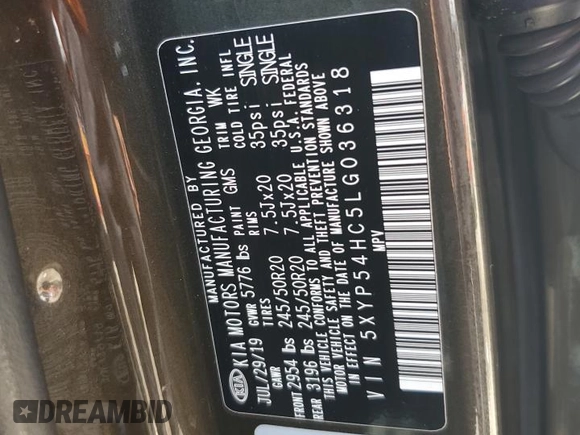 MANUFACTURED BY
KIA KIA MOTORS MANUFACTURING GEORGIA, INC.
JUL/29/19 GVWR 5776 lbs PAINT GMS TRIM WK
GAWR TIRES RIMS COLD TIRE INFL
FRONT 2954 lbs 245/50R20 7.5Jx20 35psi SINGLE
REAR 3196 lbs 245/50R20 7.5Jx20 35psi SINGLE
THIS VEHICLE CONFORMS TO ALL APPLICABLE U.S.A. FEDERAL
MOTOR VEHICLE SAFETY AND THEFT PREVENTION STANDARDS
IN EFFECT ON THE DATE OF MANUFACTURE SHOWN ABOVE
VIN 5XYP54HC5LG036318
MPV
DREAMBID